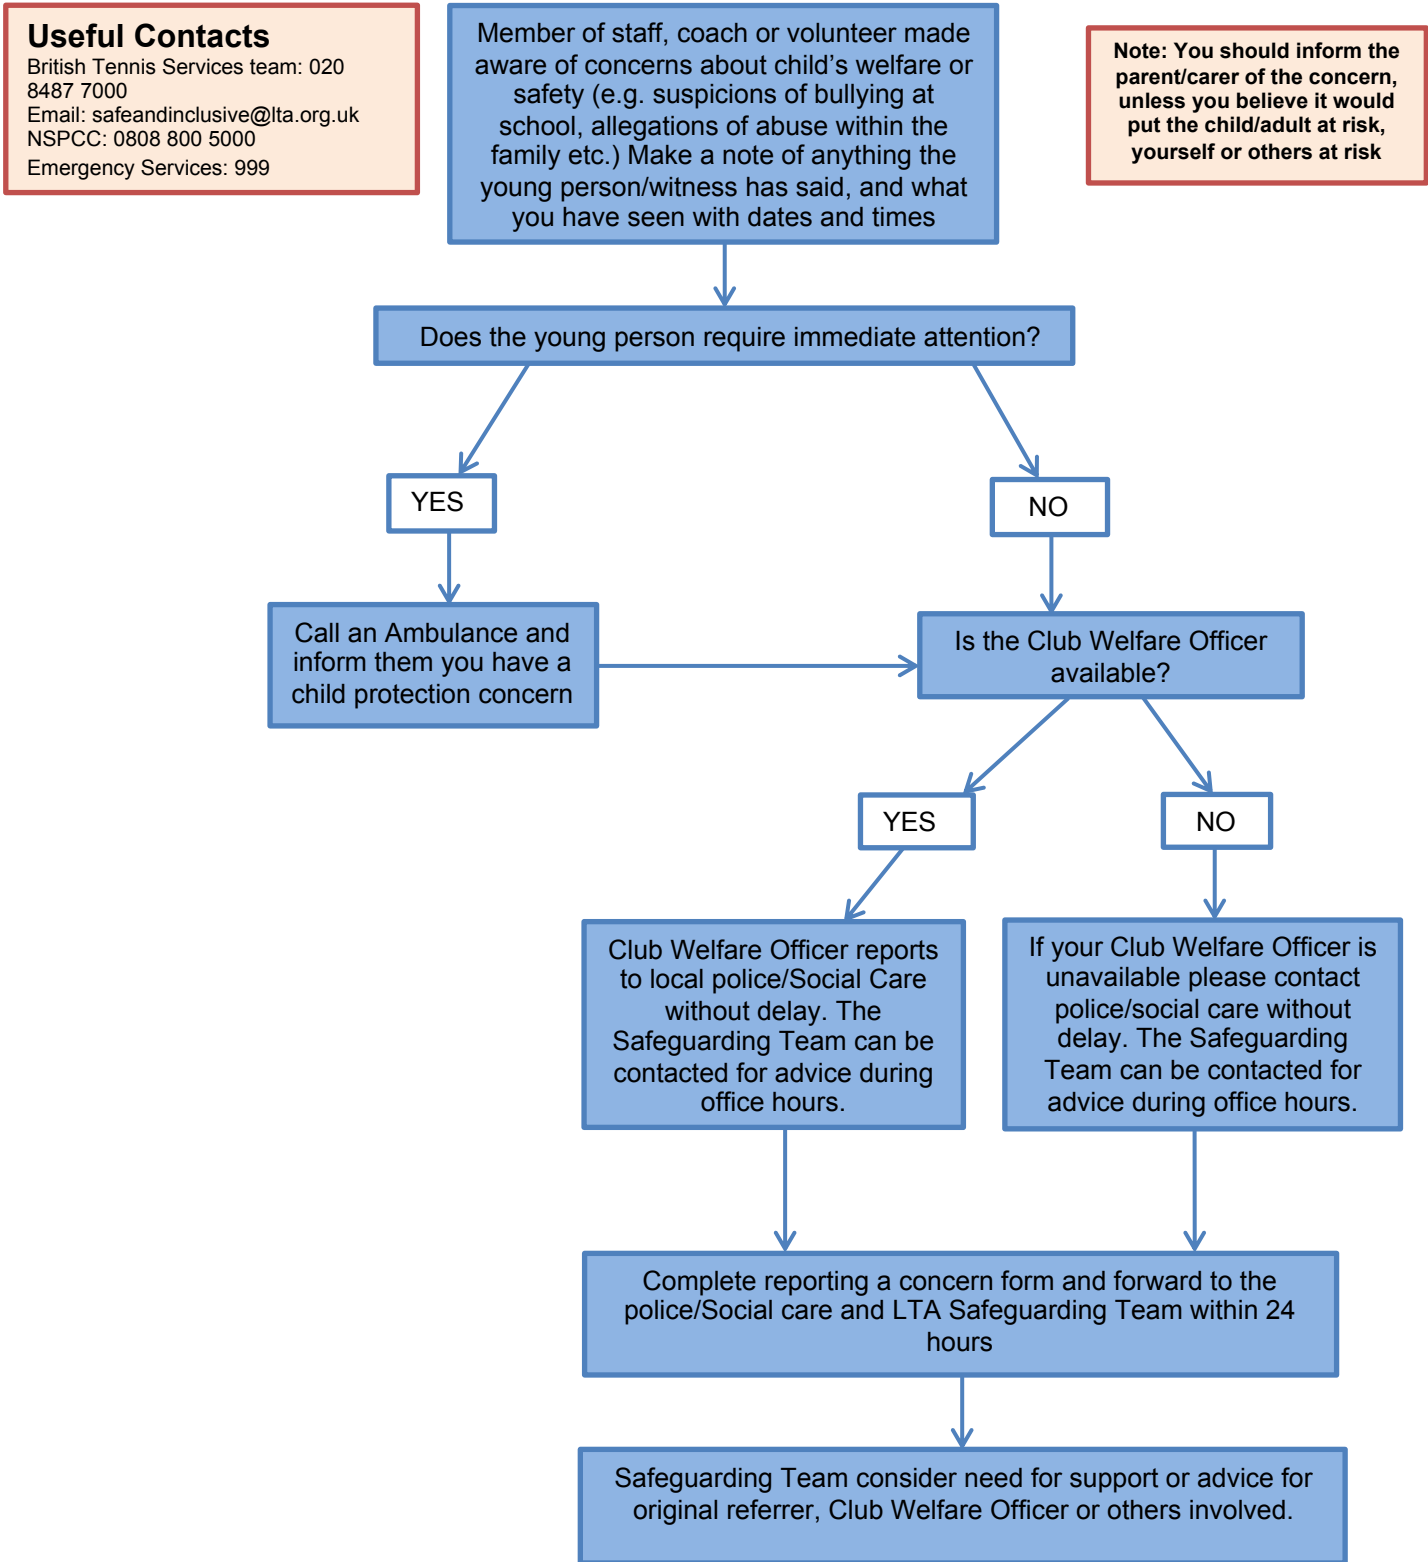 Useful Contacts
British Tennis Services team: 020
8487 7000
Email: safeandinclusive@lta.org.uk
NSPCC: 0808 800 5000
Emergency Services: 999
Member of staff, coach or volunteer made
aware of concerns about child’s welfare or
safety (e.g. suspicions of bullying at
school, allegations of abuse within the
family etc.) Make a note of anything the
young person/witness has said, and what
you have seen with dates and times
Note: You should inform the
parent/carer of the concern,
unless you believe it would
put the child/adult at risk,
yourself or others at risk
Does the young person require immediate attention?
YES
NO
Call an Ambulance and
inform them you have a
child protection concern
Is the Club Welfare Officer
available?
YES
NO
Club Welfare Officer reports
to local police/Social Care
without delay. The
Safeguarding Team can be
contacted for advice during
office hours.
If your Club Welfare Officer is
unavailable please contact
police/social care without
delay. The Safeguarding
Team can be contacted for
advice during office hours.
Complete reporting a concern form and forward to the
police/Social care and LTA Safeguarding Team within 24
hours
Safeguarding Team consider need for support or advice for
original referrer, Club Welfare Officer or others involved.